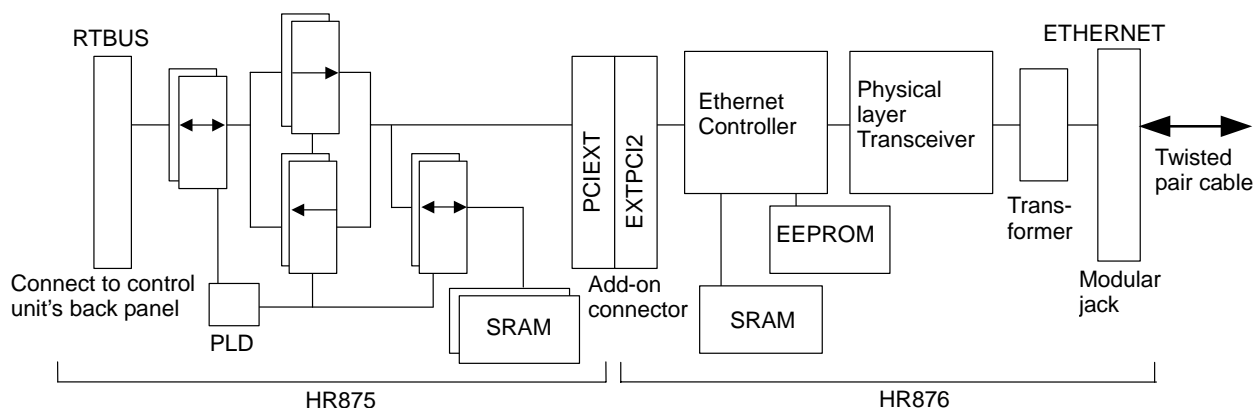 RTBUS
ETHERNET
Ethernet
Controller
Physical
layer
Transceiver
PCIEXT
EXTPCI2
Twisted
pair cable
Trans-
former
EEPROM
Connect to control
unit's back panel
Add-on
connector
Modular
jack
SRAM
SRAM
PLD
HR875
HR876